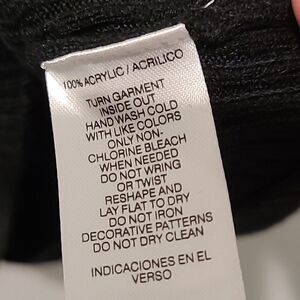 100% ACRYLIC / ACRILICO
TURN GARMENT
INSIDE OUT
HAND WASH COLD
WITH LIKE COLORS
ONLY NON-
CHLORINE BLEACH
WHEN NEEDED
DO NOT WRING
OR TWIST
RESHAPE AND
LAY FLAT TO DRY
DO NOT IRON
DECORATIVE PATTERNS
DO NOT DRY CLEAN
INDICACIONES EN EL
VERSO